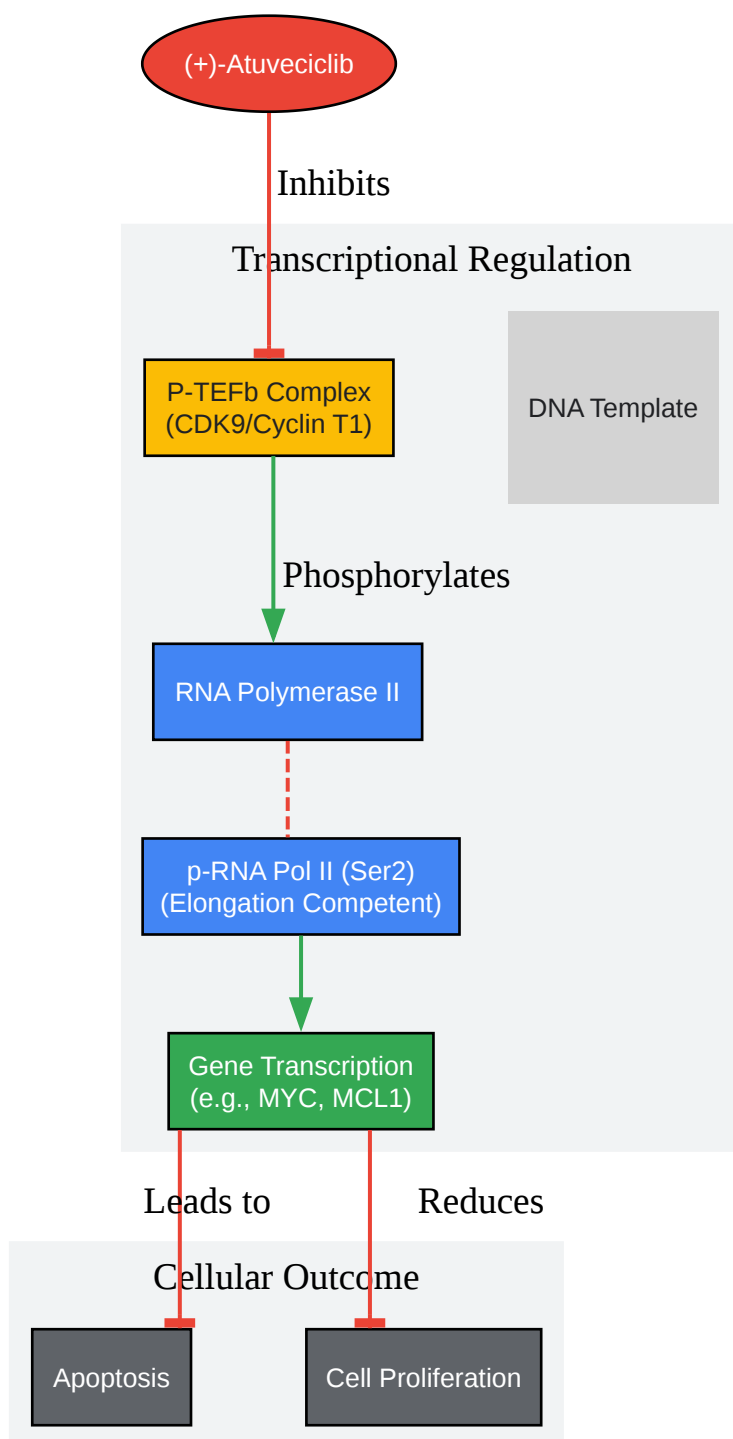 (+)-Atuveciclib
Inhibits
Transcriptional Regulation
P-TEFb Complex
(CDK9/Cyclin T1)
DNA Template
Phosphorylates
RNA Polymerase II
p-RNA Pol II (Ser2)
(Elongation Competent)
Gene Transcription
(e.g., MYC, MCL1)
Leads to
Reduces
Cellular Outcome
Apoptosis
Cell Proliferation